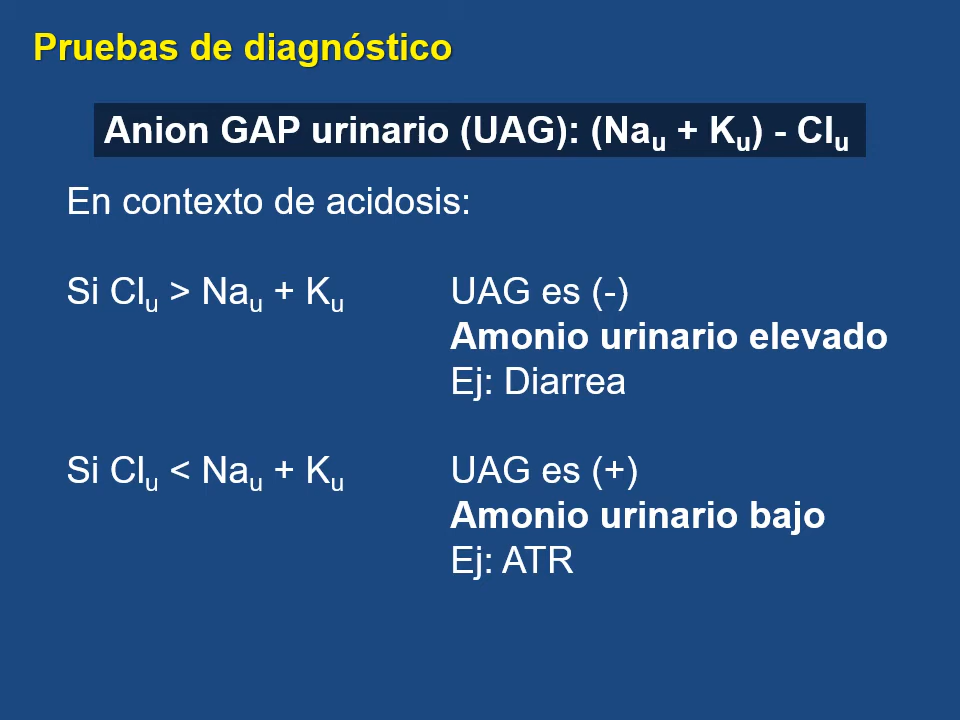 Pruebas de diagnóstico
Anion GAP urinario (UAG): (Naᵤ + Kᵤ) - Clᵤ
En contexto de acidosis:
Si Clᵤ > Naᵤ + Kᵤ UAG es (-)
Amonio urinario elevado
Ej: Diarrea
Si Clᵤ < Naᵤ + Kᵤ UAG es (+)
Amonio urinario bajo
Ej: ATR